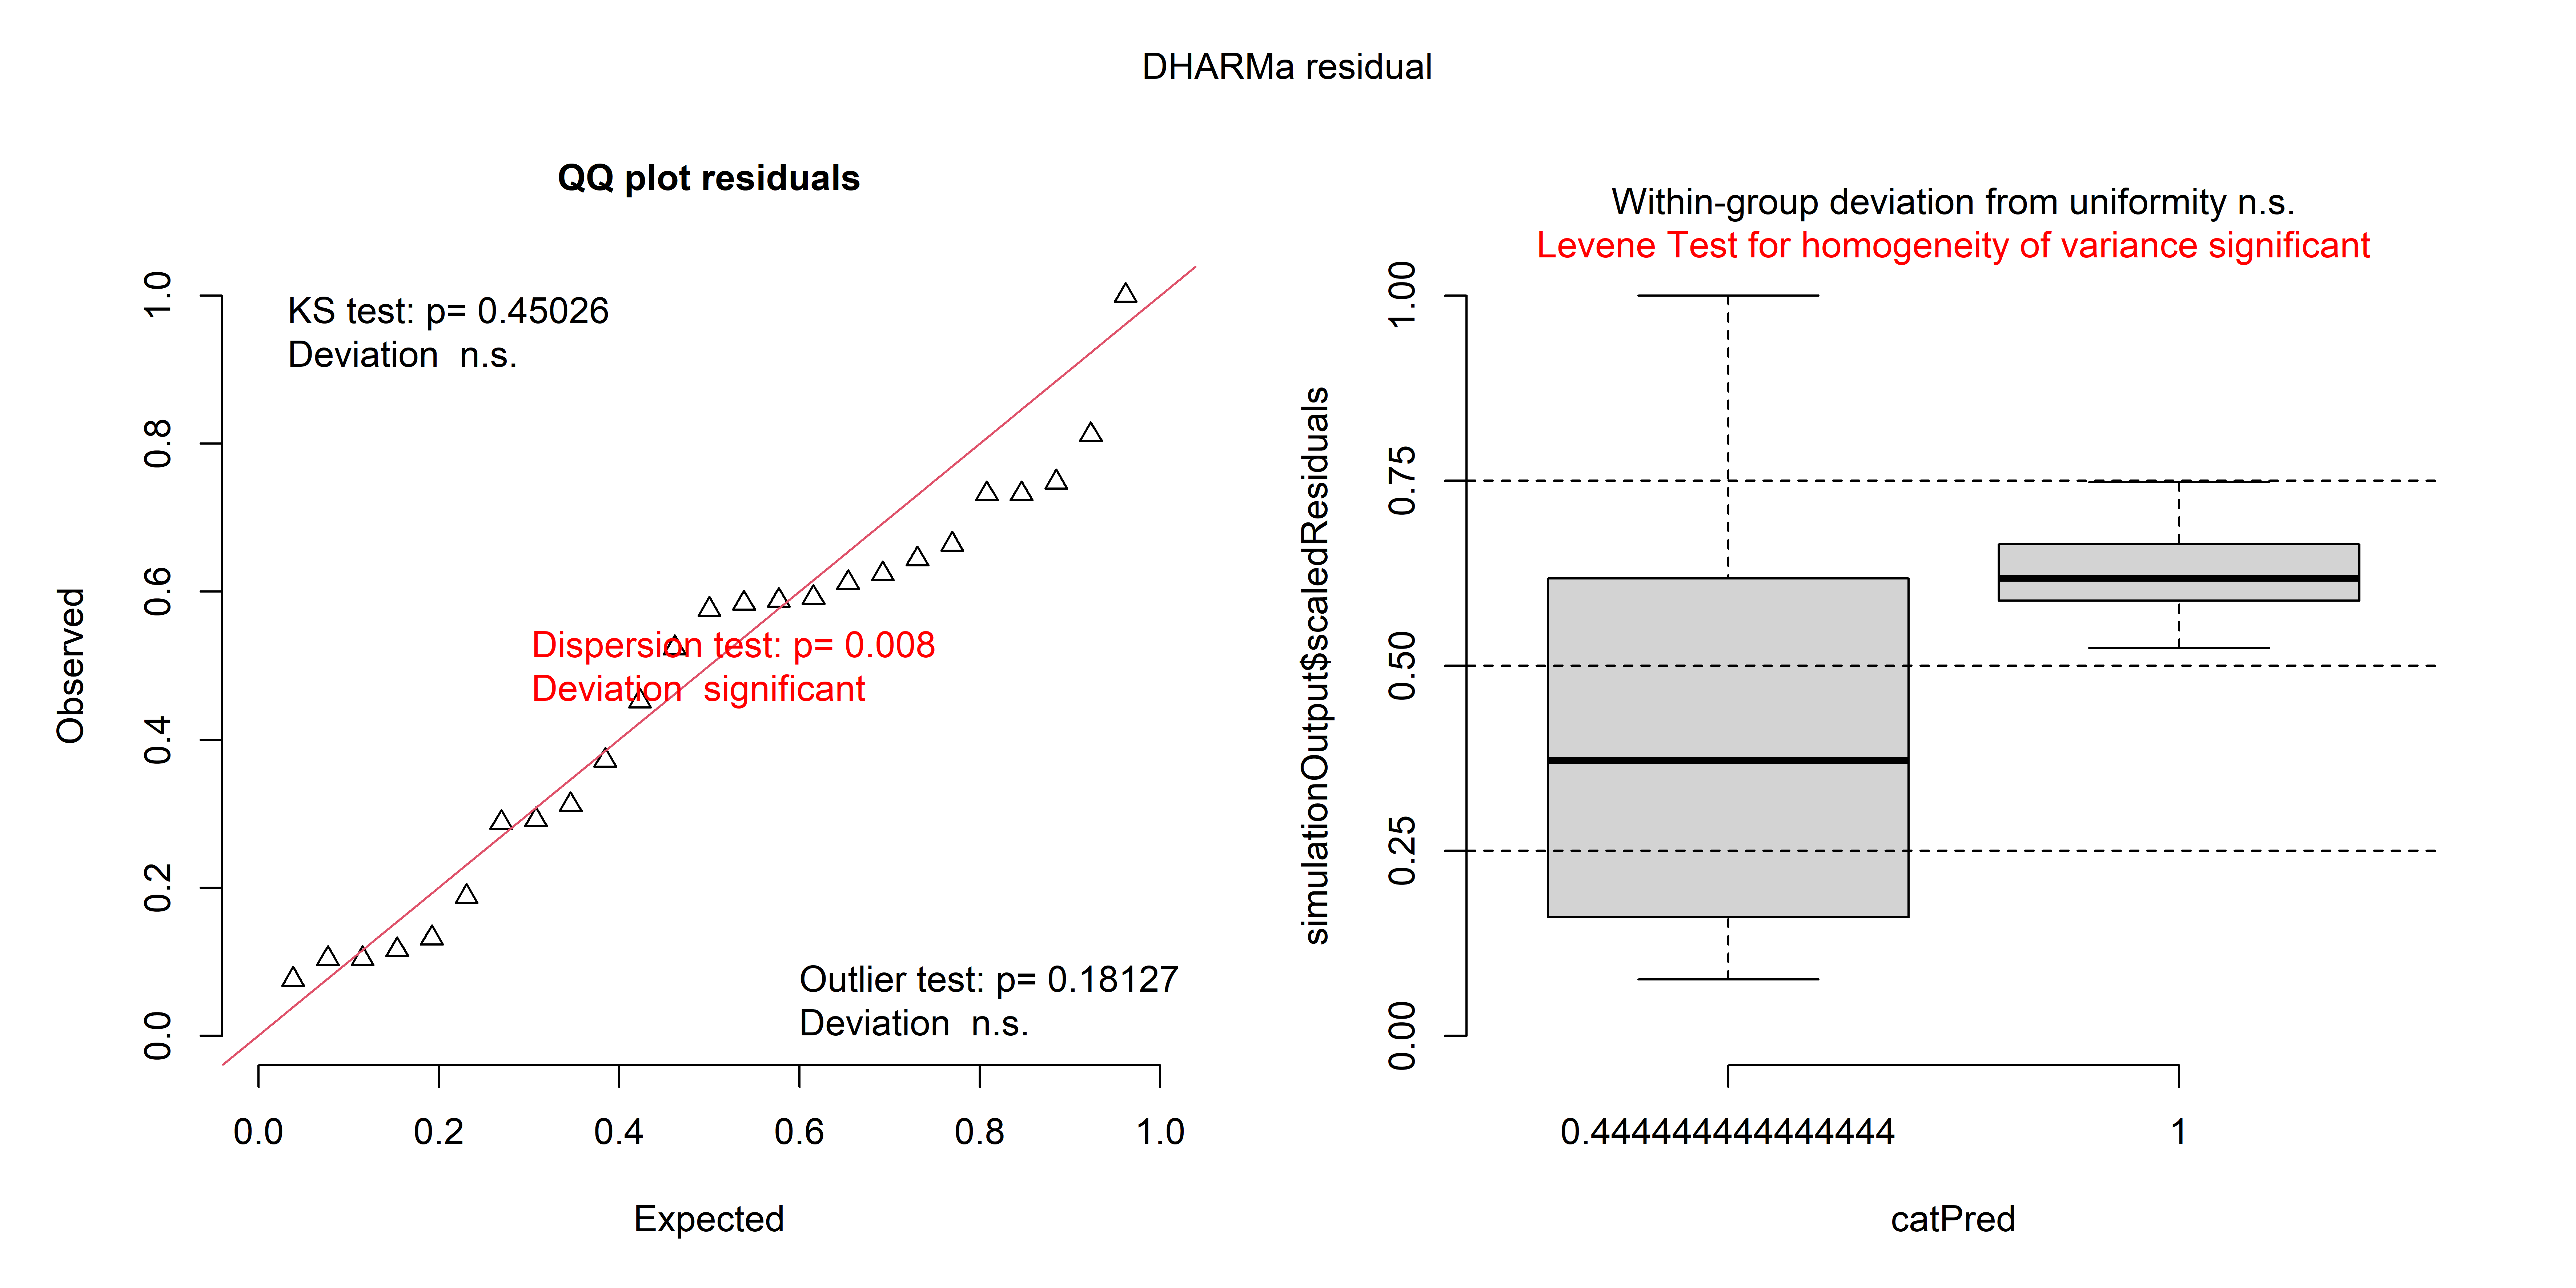 DHARMa residual
QQ plot residuals
KS test: p= 0.45026
Deviation  n.s.
Dispersion test: p= 0.008
Deviation  significant
Outlier test: p= 0.18127
Deviation  n.s.
Observed
0.0
0.2
0.4
0.6
0.8
1.0
0.0
0.2
0.4
0.6
0.8
1.0
Expected
Within-group deviation from uniformity n.s.
Levene Test for homogeneity of variance significant
simulationOutput$scaledResiduals
0.00
0.25
0.50
0.75
1.00
0.444444444444444
1
catPred